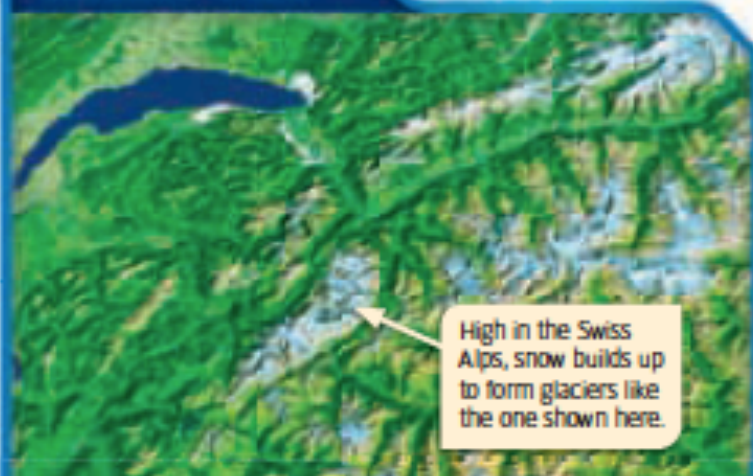 High in the Swiss
Alps, snow builds up
to form glaciers like
the one shown here.